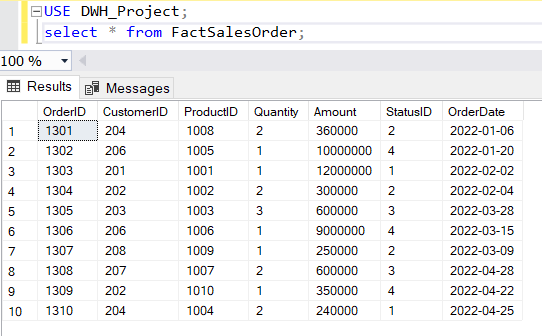 USE DWH_Project;
select * from FactSalesOrder;
100 %
Results Messages
OrderID CustomerID ProductID Quantity Amount StatusID OrderDate
1 1301 204 1008 2 360000 2 2022-01-06
2 1302 206 1005 1 10000000 4 2022-01-20
3 1303 201 1001 1 12000000 1 2022-02-02
4 1304 202 1002 2 300000 2 2022-02-04
5 1305 203 1003 3 600000 3 2022-03-28
6 1306 206 1006 1 9000000 4 2022-03-15
7 1307 208 1009 1 250000 2 2022-03-09
8 1308 207 1007 2 600000 3 2022-04-28
9 1309 202 1010 1 350000 4 2022-04-22
10 1310 204 1004 2 240000 1 2022-04-25